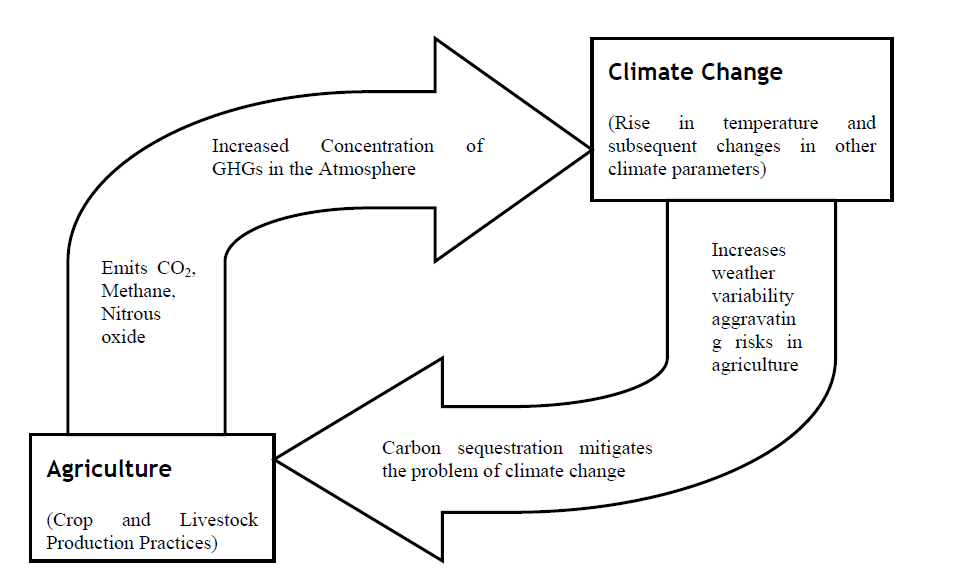 Climate Change
(Rise in temperature and
subsequent changes in other
climate parameters)
Increased Concentration of
GHGs in the Atmosphere
Emits CO₂,
Methane,
Nitrous
oxide
Increases
weather
variability
aggravatin
g risks in
agriculture
Carbon sequestration mitigates
the problem of climate change
Agriculture
(Crop and Livestock
Production Practices)